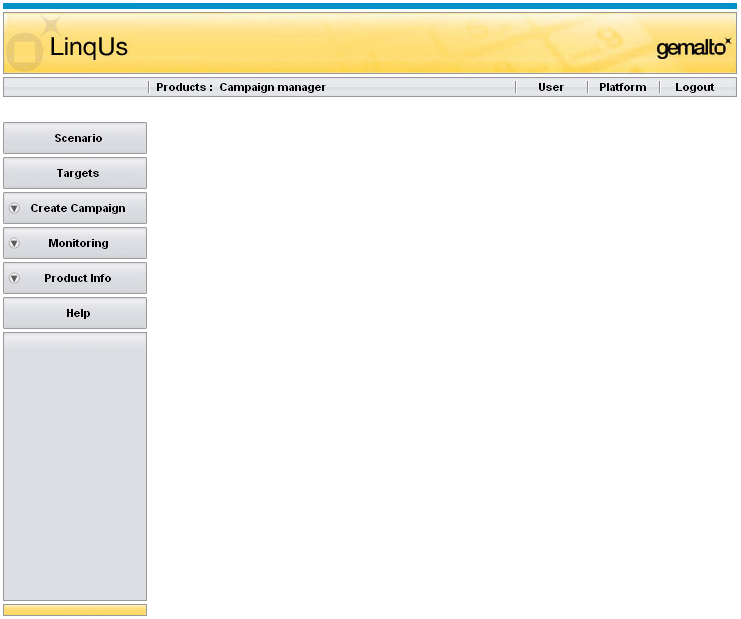 LinqUs
gemalto
Products : Campaign manager
User
Platform
Logout
Scenario
Targets
Create Campaign
Monitoring
Product Info
Help